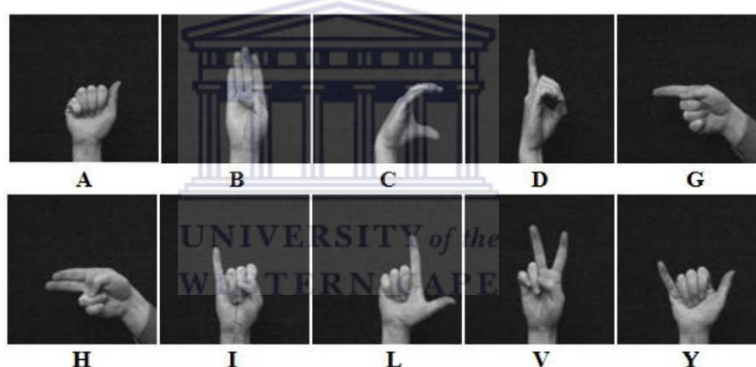 A B C D G
UNIVERSITY of the
WESTERN CAPE
H I L V Y